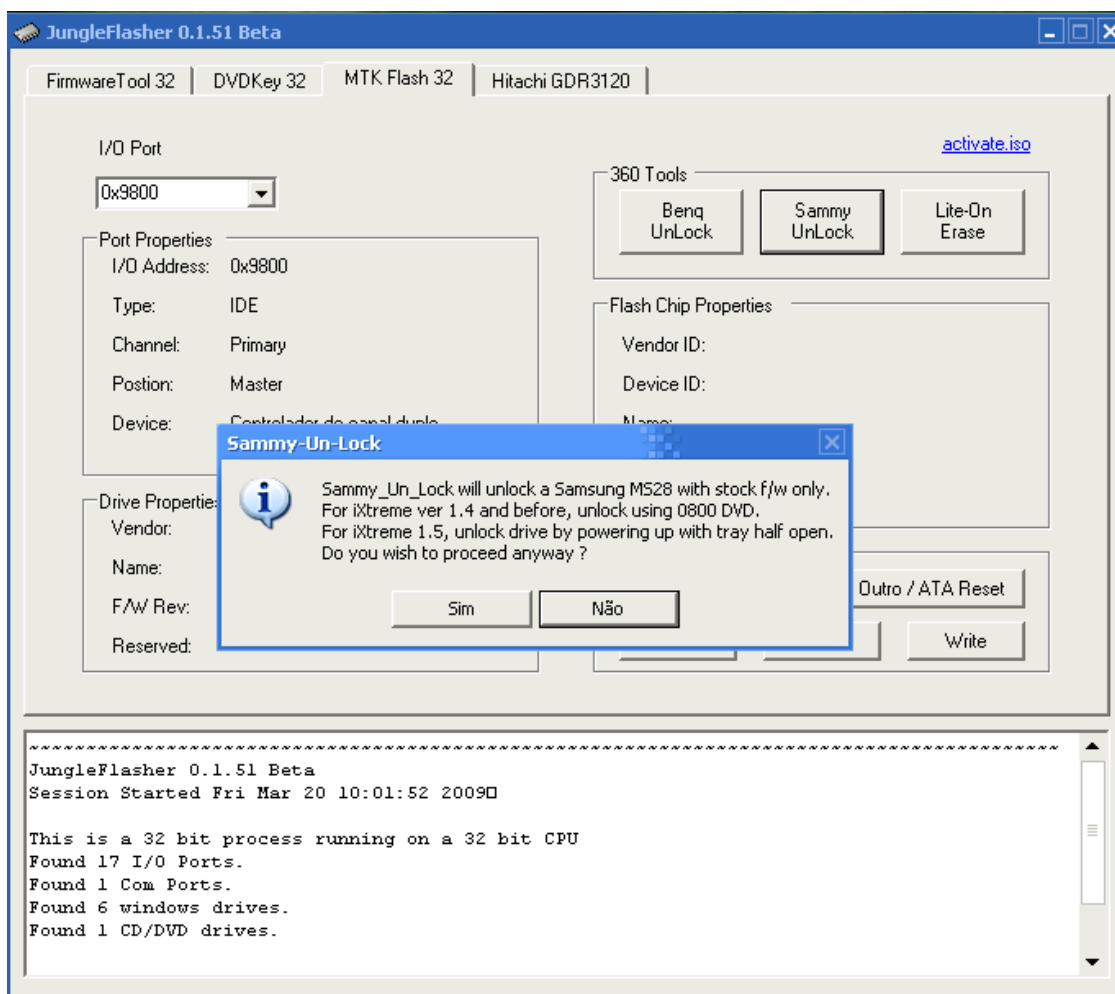 JungleFlasher 0.1.51 Beta
FirmwareTool 32
DVDKey 32
MTK Flash 32
Hitachi GDR3120
I/O Port
0x9800
activate.iso
360 Tools
Benq
UnLock
Sammy
UnLock
Lite-On
Erase
Port Properties
I/O Address: 0x9800
Type: IDE
Channel: Primary
Postion: Master
Device: Controlador de canal duplo
Flash Chip Properties
Vendor ID:
Device ID:
Name:
Sammy-Un-Lock
Sammy_Un_Lock will unlock a Samsung MS28 with stock f/w only.
For iXtreme ver 1.4 and before, unlock using 0800 DVD.
For iXtreme 1.5, unlock drive by powering up with tray half open.
Do you wish to proceed anyway ?
Sim
Não
Drive Propertie
Vendor:
Name:
F/W Rev:
Reserved:
Outro / ATA Reset
Write
~~~~~~~~~~~~~~~~~~~~~~~~~~~~~~~~~~~~~~~~~~~~~~~~~~~~~~~~~~~~~~~~~~~~~~~~~~~~~~~~~~~~~~~~~~
JungleFlasher 0.1.51 Beta
Session Started Fri Mar 20 10:01:52 2009
This is a 32 bit process running on a 32 bit CPU
Found 17 I/O Ports.
Found 1 Com Ports.
Found 6 windows drives.
Found 1 CD/DVD drives.